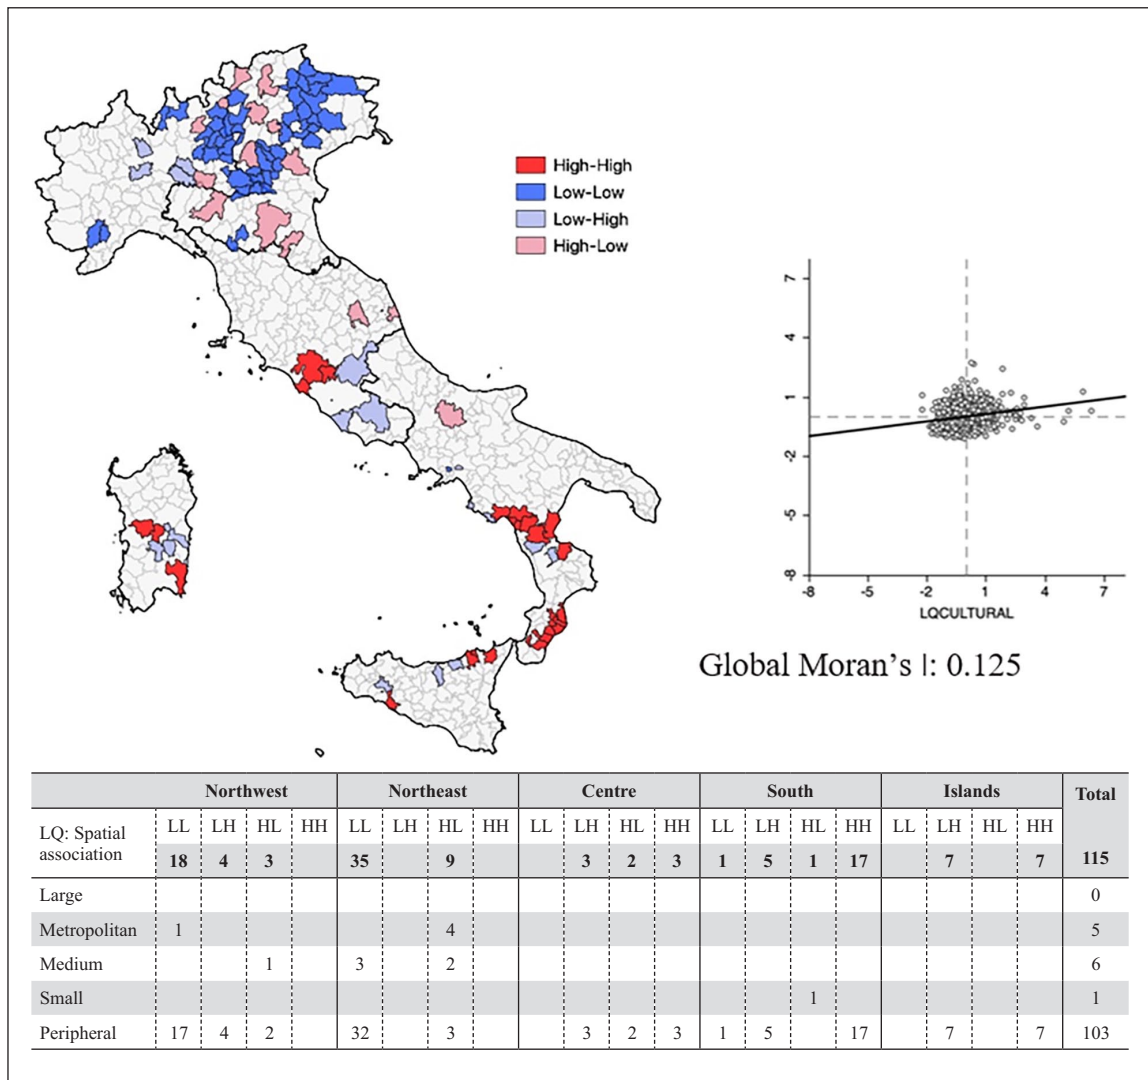 High-High
Low-Low
Low-High
High-Low
7
4
1
-2
-5
-8
-8 -5 -2 1 4 7
LQCULTURAL
Global Moran's |: 0.125
Northwest Northeast Centre South Islands Total
LQ: Spatial association LL LH HL HH LL LH HL HH LL LH HL HH LL LH HL HH LL LH HL HH
18 4 3 35 9 3 2 3 1 5 1 17 7 7 115
Large 0
Metropolitan 1 4 5
Medium 1 3 2 6
Small 1 1
Peripheral 17 4 2 32 3 3 2 3 1 5 17 7 7 103